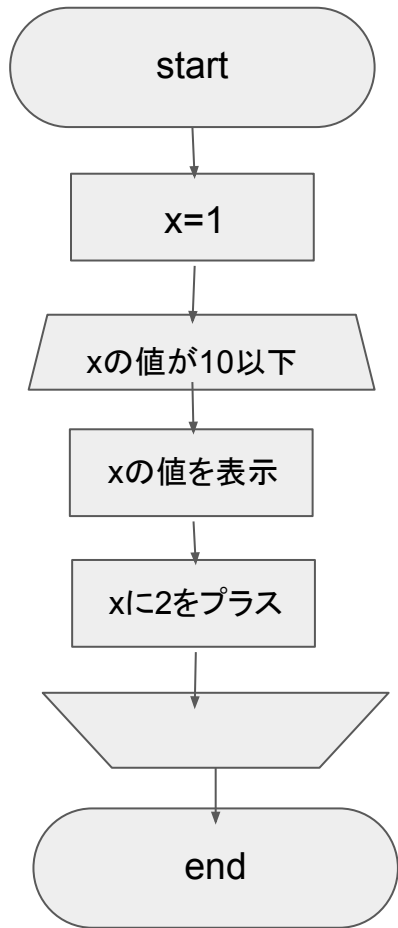 start
x=1
xの値が10以下
xの値を表示
xに2をプラス
end